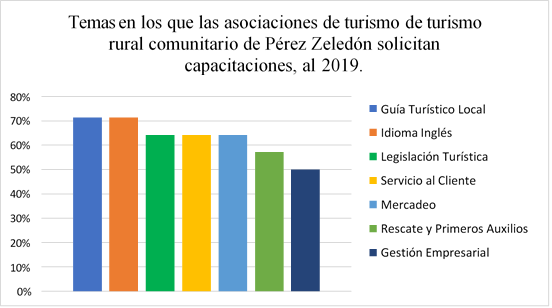 Temas en los que las asociaciones de turismo de turismo
rural comunitario de Pérez Zeledón solicitan
capacitaciones, al 2019.
80%
70%
60%
50%
40%
30%
20%
10%
0%
Guía Turístico Local
Idioma Inglés
Legislación Turística
Servicio al Cliente
Mercadeo
Rescate y Primeros Auxilios
Gestión Empresarial